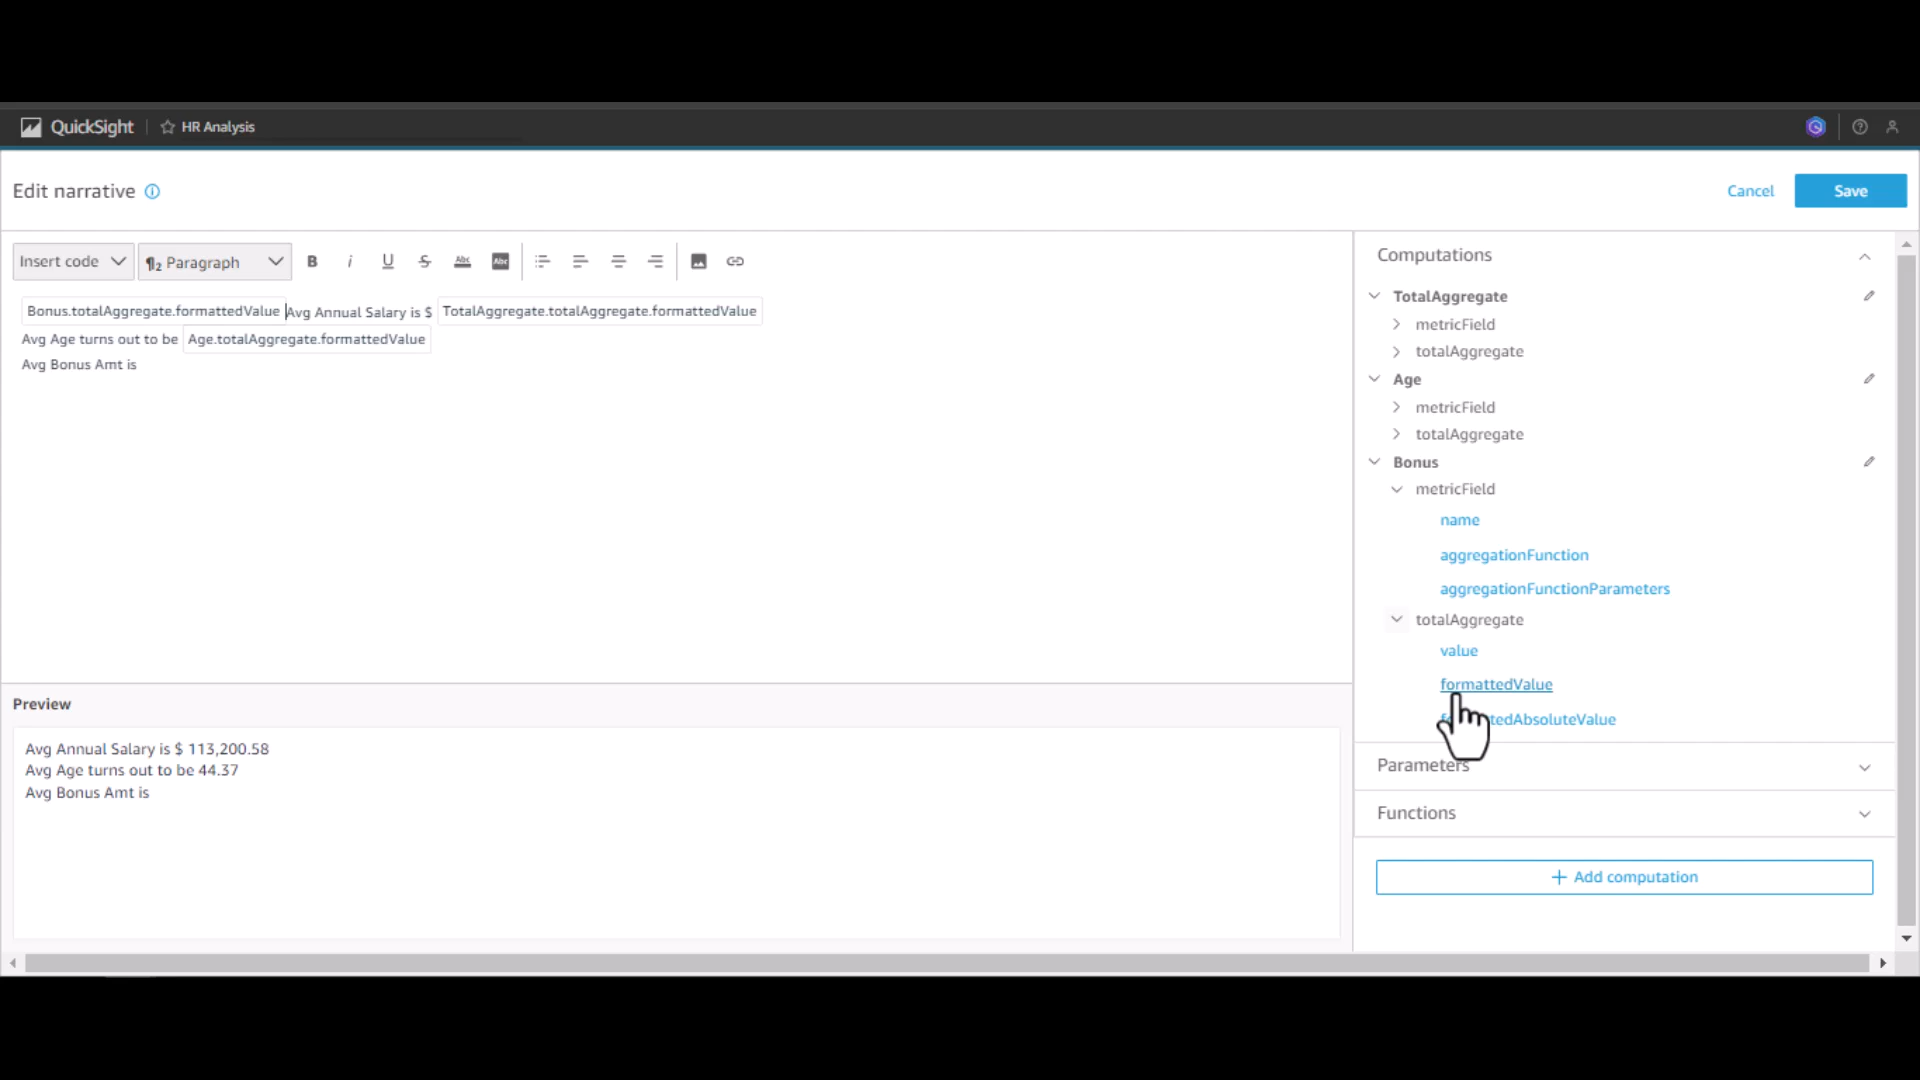 QuickSight HR Analysis
Edit narrative
Cancel Save
Insert code Paragraph B i U S Abc Abc
Bonus.totalAggregate.formattedValue Avg Annual Salary is $ TotalAggregate.totalAggregate.formattedValue
Avg Age turns out to be Age.totalAggregate.formattedValue
Avg Bonus Amt is
Preview
Avg Annual Salary is $ 113,200.58
Avg Age turns out to be 44.37
Avg Bonus Amt is
Computations
TotalAggregate
metricField
totalAggregate
Age
metricField
totalAggregate
Bonus
metricField
name
aggregationFunction
aggregationFunctionParameters
totalAggregate
value
formattedValue
Parameters
Functions
+ Add computation